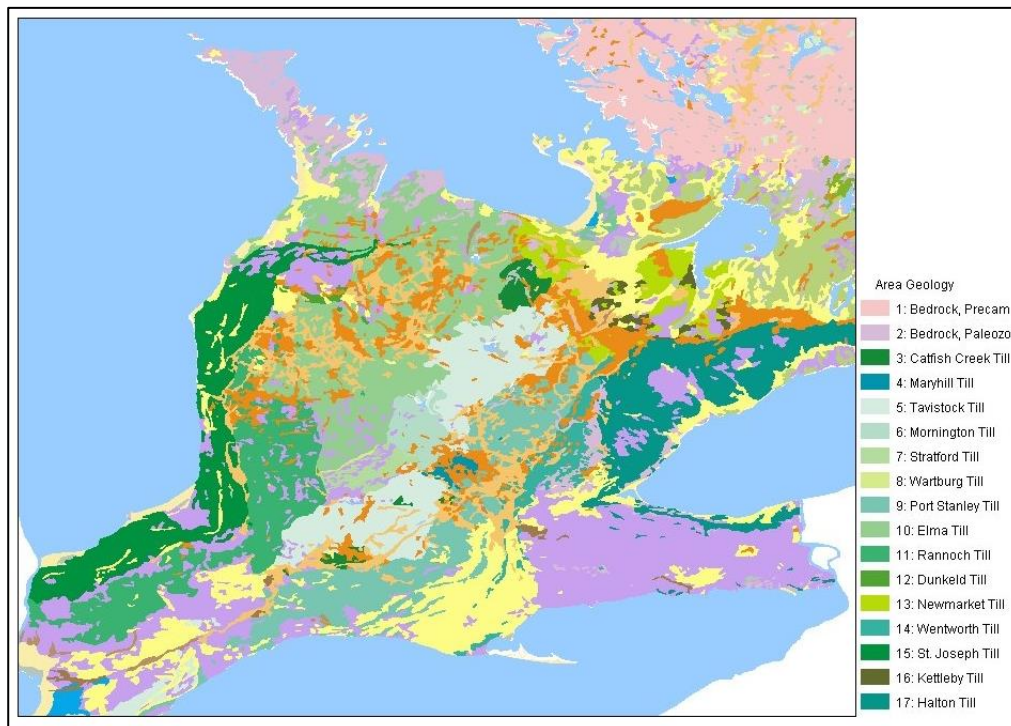 Area Geology
1: Bedrock, Precam
2: Bedrock, Paleozo
3: Catfish Creek Till
4: Maryhill Till
5: Tavistock Till
6: Mornington Till
7: Stratford Till
8: Wartburg Till
9: Port Stanley Till
10: Elma Till
11: Rannoch Till
12: Dunkeld Till
13: Newmarket Till
14: Wentworth Till
15: St. Joseph Till
16: Kettleby Till
17: Halton Till